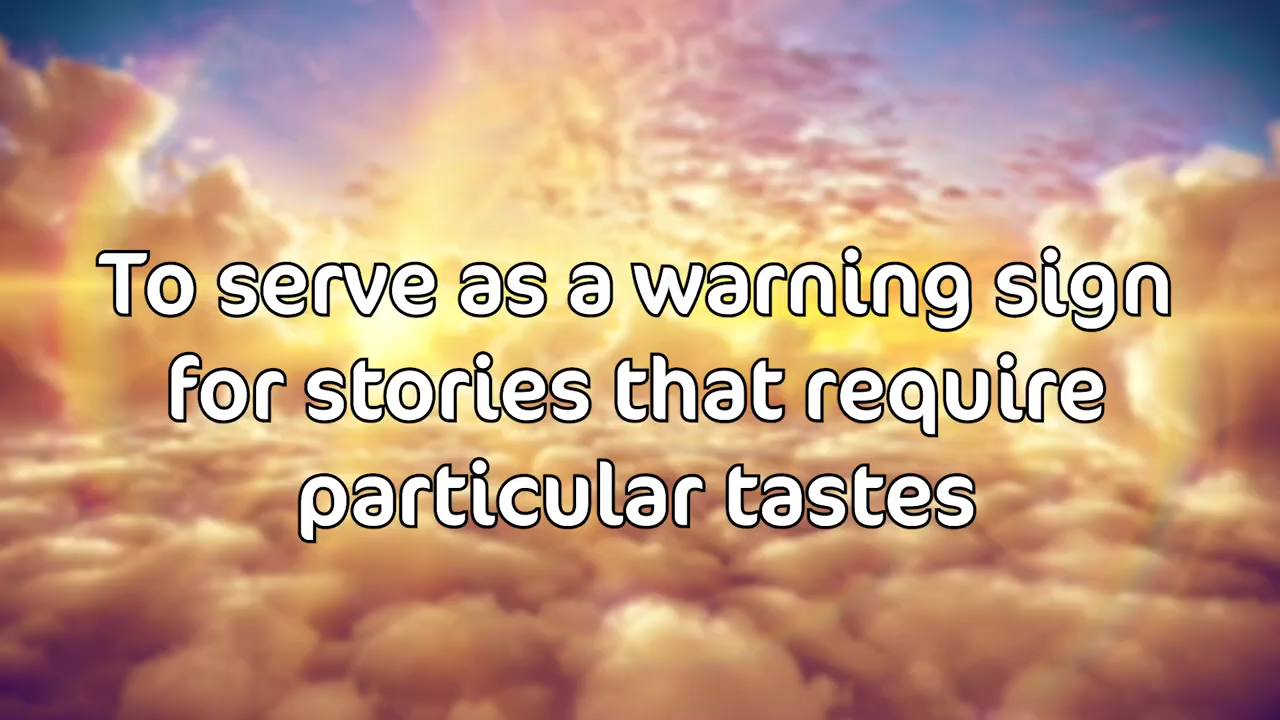 To serve as a warning sign
for stories that require
particular tastes